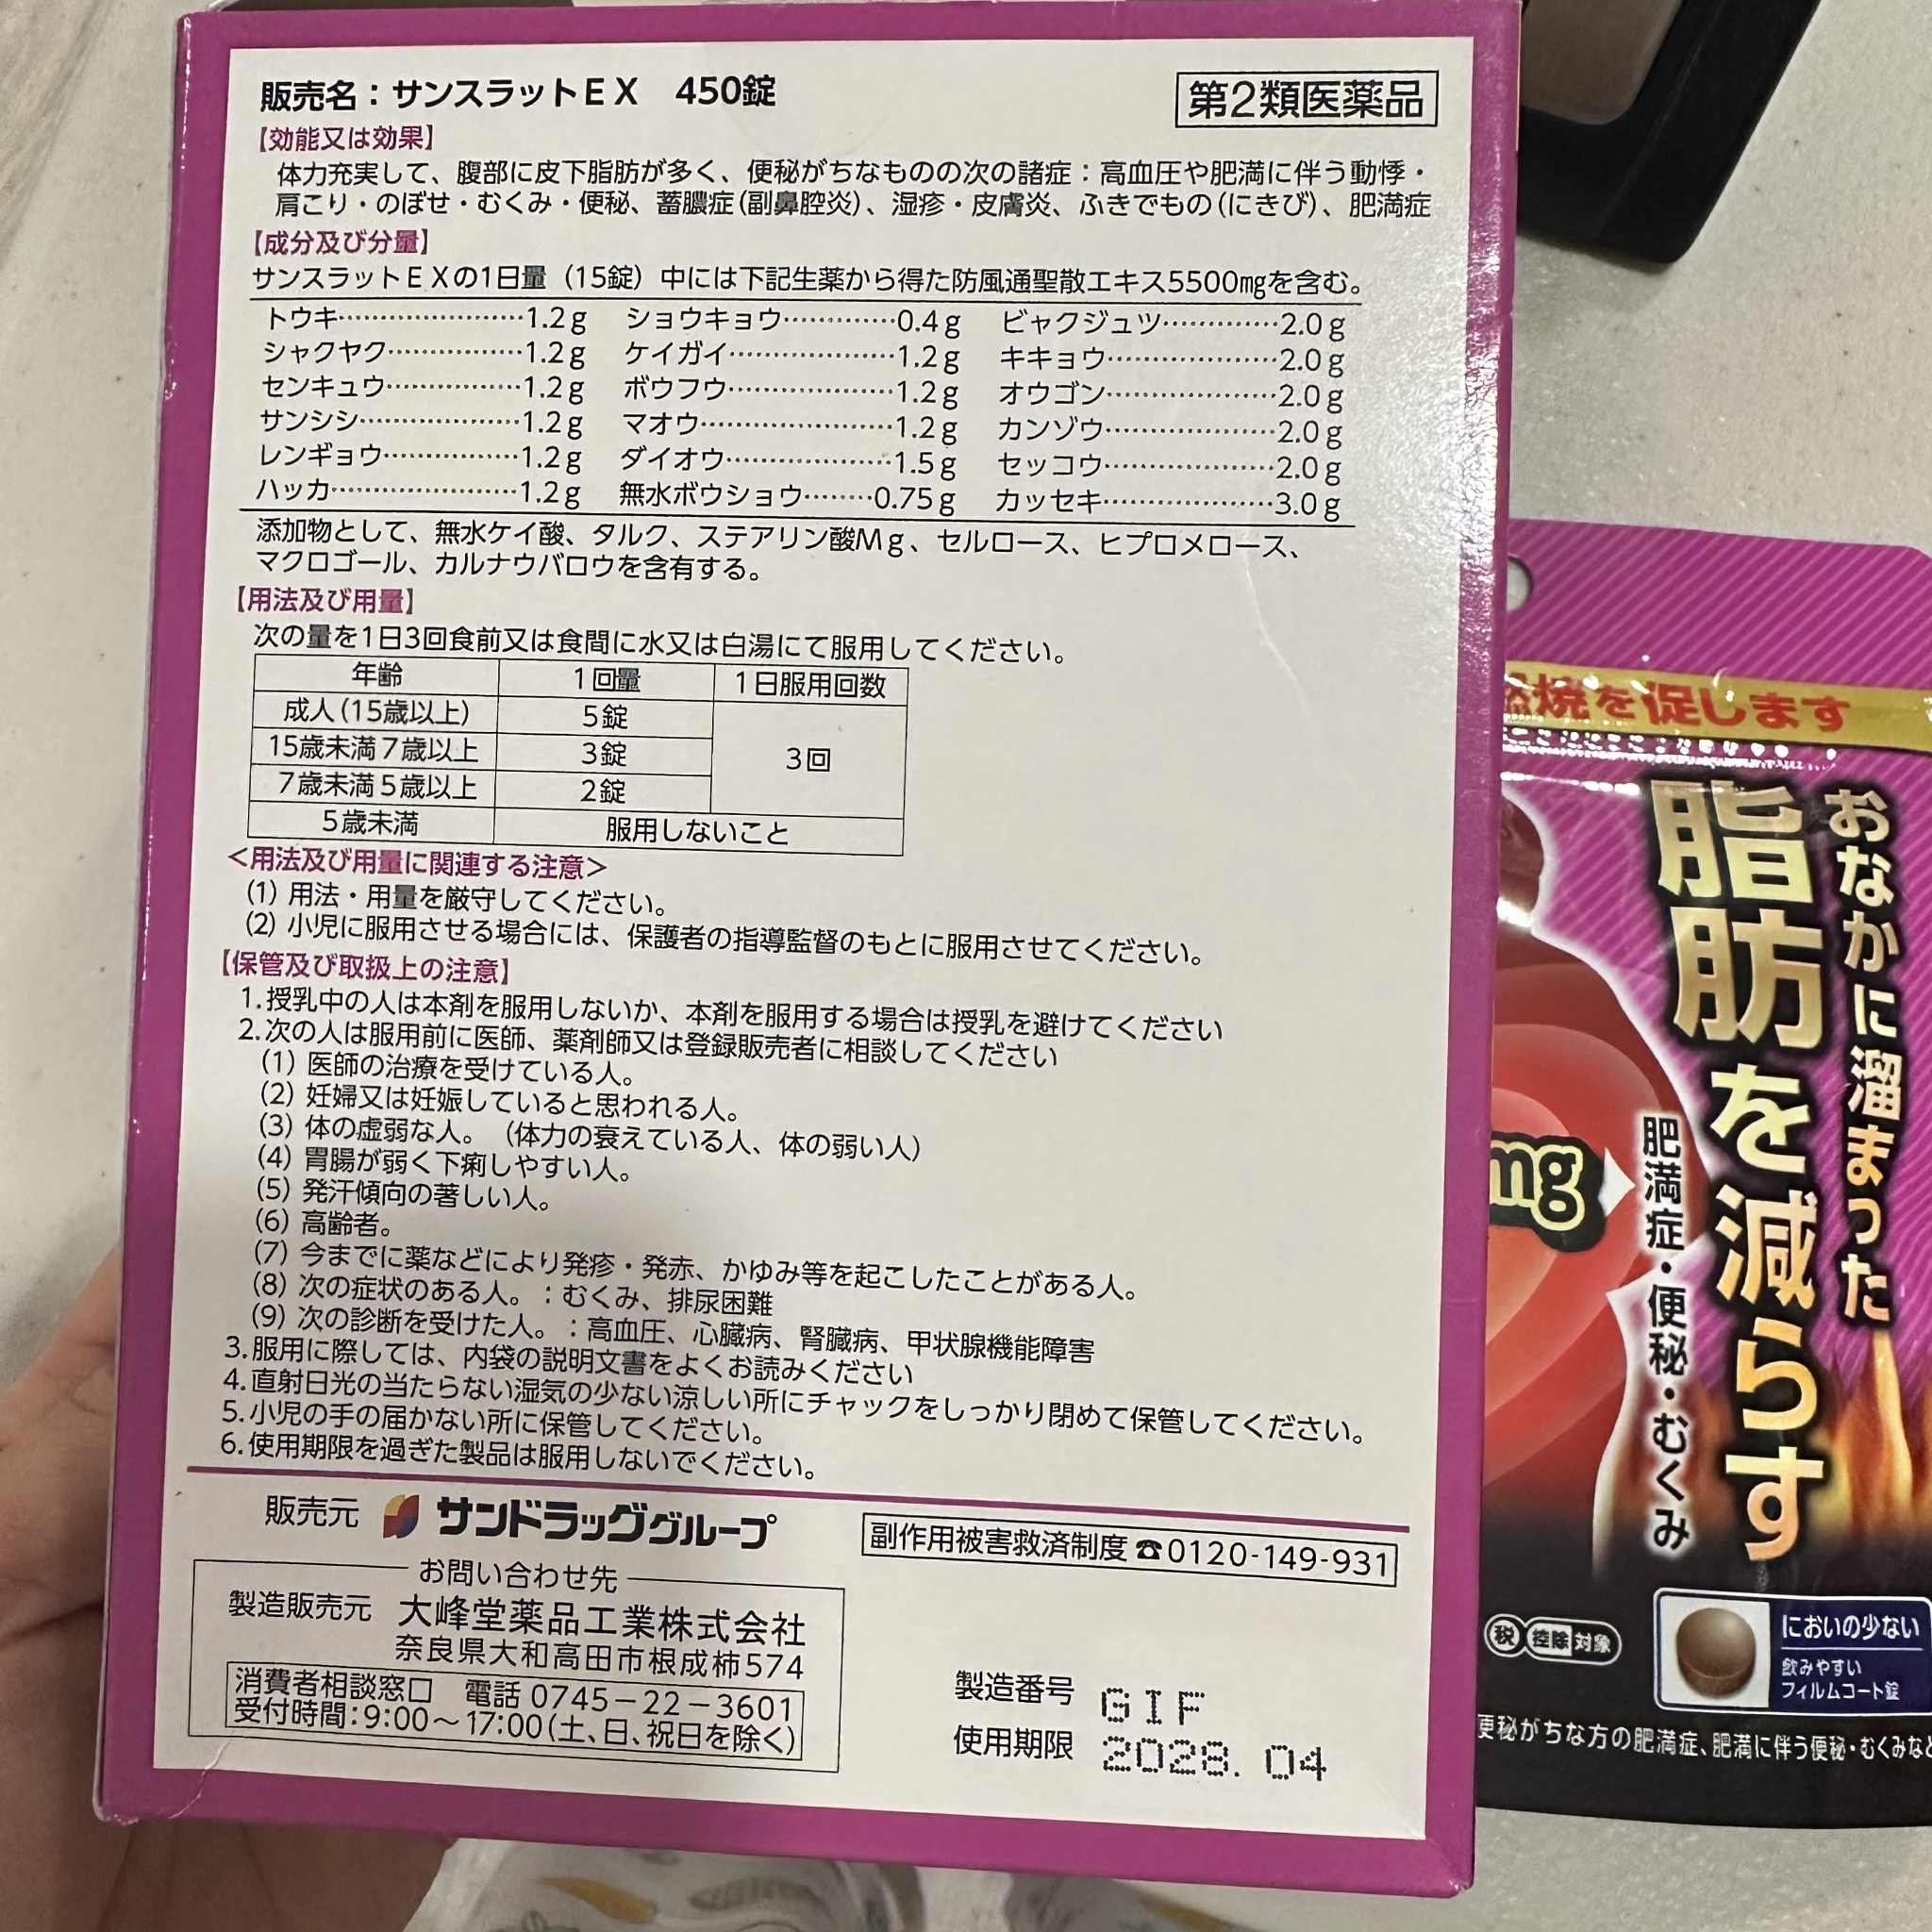 販売名：サンスラットＥＸ　450錠
第2類医薬品
【効能又は効果】
体力充実して、腹部に皮下脂肪が多く、便秘がちなものの次の諸症：高血圧や肥満に伴う動悸・
肩こり・のぼせ・むくみ・便秘、蓄膿症(副鼻腔炎)、湿疹・皮膚炎、ふきでもの(にきび)、肥満症
【成分及び分量】
サンスラットＥＸの1日量（15錠）中には下記生薬から得た防風通聖散エキス5500㎎を含む。
トウキ……………………1.2g　ショウキョウ…………0.4g　ビャクジュツ…………2.0g
シャクヤク………………1.2g　ケイガイ………………1.2g　キキョウ………………2.0g
センキュウ………………1.2g　ボウフウ………………1.2g　オウゴン………………2.0g
サンシシ…………………1.2g　マオウ…………………1.2g　カンゾウ………………2.0g
レンギョウ………………1.2g　ダイオウ………………1.5g　セッコウ………………2.0g
ハッカ……………………1.2g　無水ボウショウ………0.75g　カッセキ………………3.0g
添加物として、無水ケイ酸、タルク、ステアリン酸Mg、セルロース、ヒプロメロース、
マクロゴール、カルナウバロウを含有する。
【用法及び用量】
次の量を1日3回食前又は食間に水又は白湯にて服用してください。
年齢　1回量　1日服用回数
成人(15歳以上)　5錠
15歳未満7歳以上　3錠　3回
7歳未満5歳以上　2錠
5歳未満　服用しないこと
＜用法及び用量に関連する注意＞
(1) 用法・用量を厳守してください。
(2) 小児に服用させる場合には、保護者の指導監督のもとに服用させてください。
【保管及び取扱上の注意】
1.授乳中の人は本剤を服用しないか、本剤を服用する場合は授乳を避けてください
2.次の人は服用前に医師、薬剤師又は登録販売者に相談してください
(1) 医師の治療を受けている人。
(2) 妊婦又は妊娠していると思われる人。
(3) 体の虚弱な人。（体力の衰えている人、体の弱い人）
(4) 胃腸が弱く下痢しやすい人。
(5) 発汗傾向の著しい人。
(6) 高齢者。
(7) 今までに薬などにより発疹・発赤、かゆみ等を起こしたことがある人。
(8) 次の症状のある人。：むくみ、排尿困難
(9) 次の診断を受けた人。：高血圧、心臓病、腎臓病、甲状腺機能障害
3.服用に際しては、内袋の説明文書をよくお読みください
4.直射日光の当たらない湿気の少ない涼しい所にチャックをしっかり閉めて保管してください。
5.小児の手の届かない所に保管してください。
6.使用期限を過ぎた製品は服用しないでください。
販売元 サンドラッググループ
副作用被害救済制度☎0120-149-931
お問い合わせ先
製造販売元 大峰堂薬品工業株式会社
奈良県大和高田市根成柿574
消費者相談窓口　電話 0745－22－3601
受付時間：9:00～17:00(土、日、祝日を除く)
製造番号 GIF
使用期限 2028.04
燃焼を促します
おなかに溜まった
脂肪を減らす
肥満症・便秘・むくみ
mg
税 控除 対象
においの少ない
飲みやすい
フィルムコート錠
便秘がちな方の肥満症、肥満に伴う便秘・むくみなど